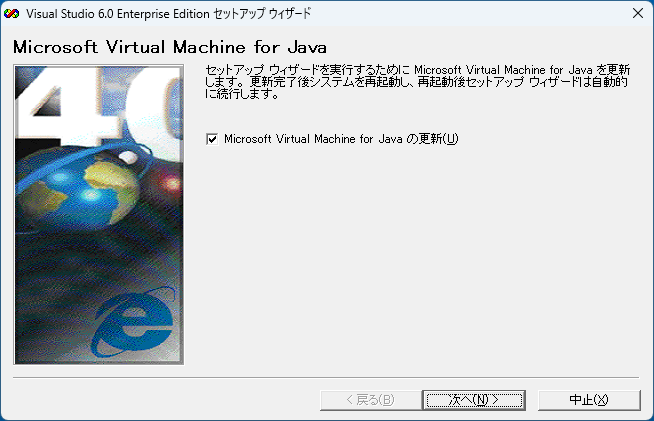 Visual Studio 6.0 Enterprise Edition セットアップ ウィザード
Microsoft Virtual Machine for Java
セットアップ ウィザードを実行するために Microsoft Virtual Machine for Java を更新
します。更新完了後システムを再起動し、再起動後セットアップ ウィザードは自動的
に続行します。
Microsoft Virtual Machine for Java の更新(U)
< 戻る(B)
次へ(N) >
中止(X)
40